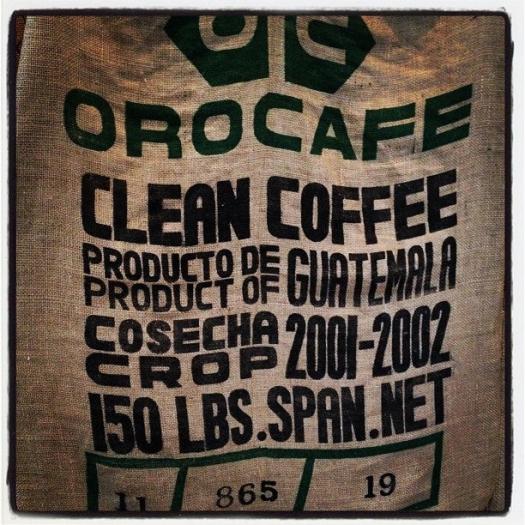 OC
OROCAFE
CLEAN COFFEE
PRODUCTO DE
PRODUCT OF GUATEMALA
COSECHA
CROP 2001-2002
150 LBS.SPAN.NET
11 865 19